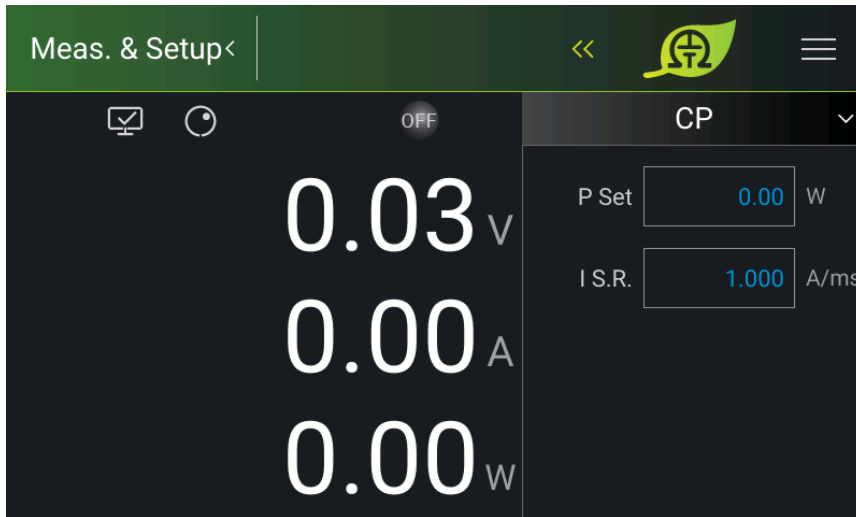 Meas. & Setup<
OFF
CP
0.03 V
P Set 0.00 W
I S.R. 1.000 A/ms
0.00 A
0.00 W